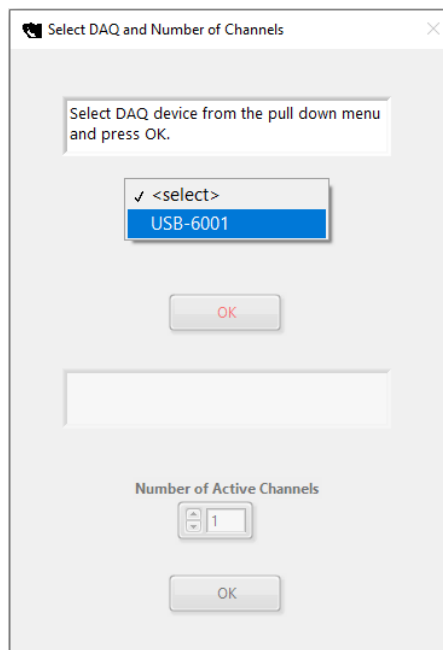 Select DAQ and Number of Channels
Select DAQ device from the pull down menu
and press OK.
✓ <select>
USB-6001
OK
Number of Active Channels
1
OK